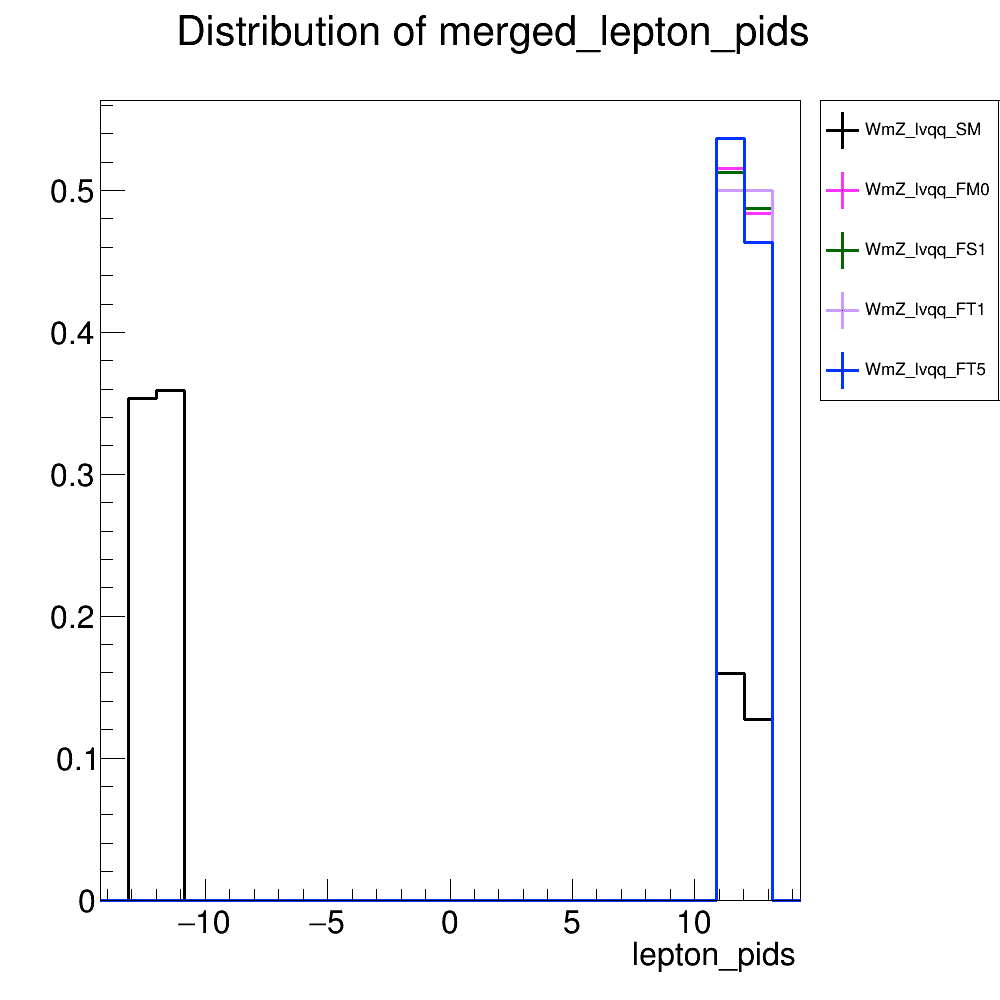 Distribution of merged_lepton_pids
WmZ_lvqq_SM
WmZ_lvqq_FM0
WmZ_lvqq_FS1
WmZ_lvqq_FT1
WmZ_lvqq_FT5
0.5
0.4
0.3
0.2
0.1
0
−10
−5
0
5
10
lepton_pids